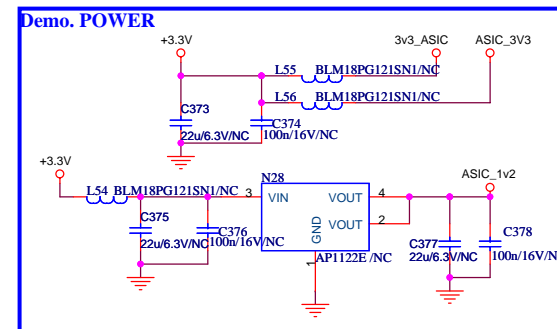 Demo. POWER
+3.3V
3v3_ASIC
ASIC_3V3
L55 BLM18PG121SN1/NC
L56 BLM18PG121SN1/NC
C373
22u/6.3V/NC
C374
100n/16V/NC
+3.3V
L54 BLM18PG121SN1/NC
N28
ASIC_1v2
3
VIN
VOUT
4
VOUT
2
GND
1
AP1122E/NC
C375
22u/6.3V/NC
C376
100n/16V/NC
C377
22u/6.3V/NC
C378
100n/16V/N